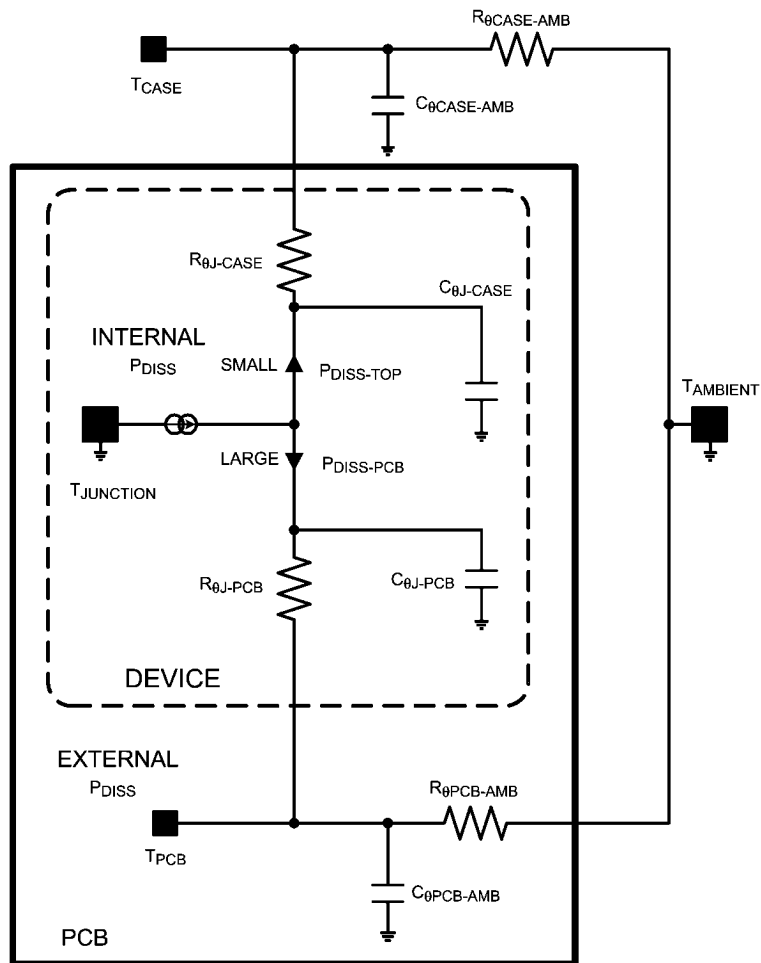 RθCASE-AMB
TCASE
CθCASE-AMB
RθJ-CASE
CθJ-CASE
INTERNAL
PDISS
SMALL
PDISS-TOP
TAMBIENT
LARGE
PDISS-PCB
TJUNCTION
RθJ-PCB
CθJ-PCB
DEVICE
EXTERNAL
PDISS
RθPCB-AMB
TPCB
CθPCB-AMB
PCB